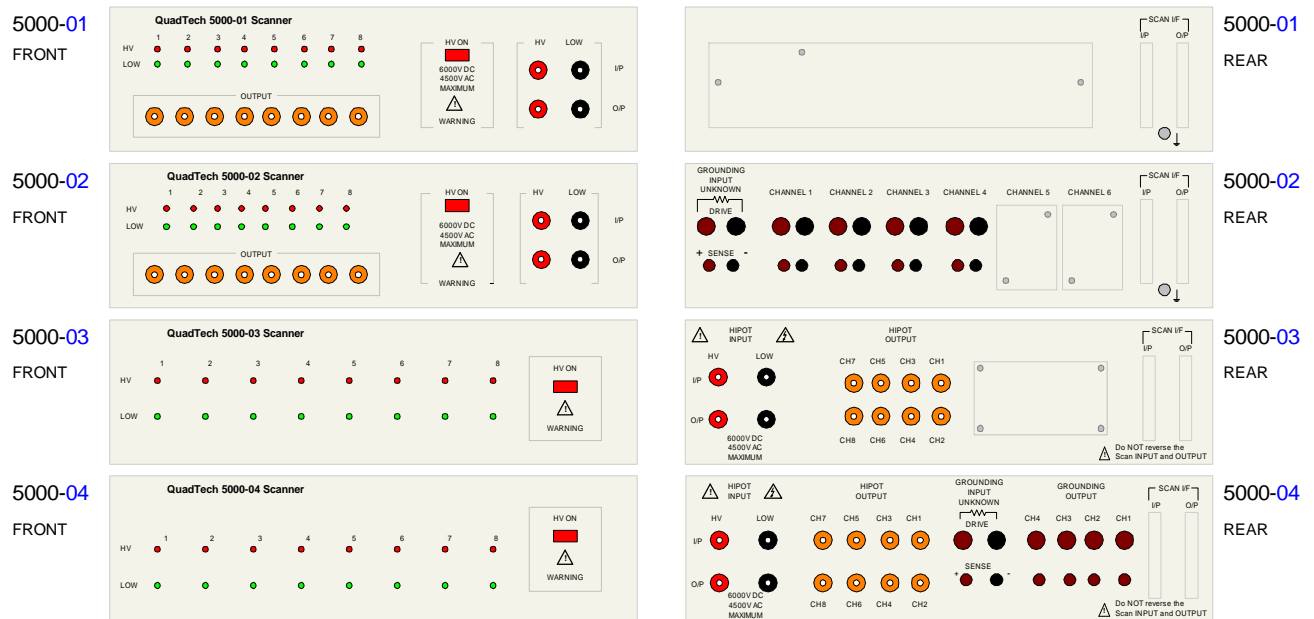 5000-01
FRONT
QuadTech 5000-01 Scanner
1 2 3 4 5 6 7 8
HV
LOW
OUTPUT
HV ON
6000V DC
4500V AC
MAXIMUM
WARNING
HV LOW
I/P
O/P
SCAN I/F
I/P O/P
5000-01
REAR
5000-02
FRONT
QuadTech 5000-02 Scanner
1 2 3 4 5 6 7 8
HV
LOW
OUTPUT
HV ON
6000V DC
4500V AC
MAXIMUM
WARNING
HV LOW
I/P
O/P
GROUNDING
INPUT
UNKNOWN
DRIVE
+ SENSE -
CHANNEL 1 CHANNEL 2 CHANNEL 3 CHANNEL 4 CHANNEL 5 CHANNEL 6
SCAN I/F
I/P O/P
5000-02
REAR
5000-03
FRONT
QuadTech 5000-03 Scanner
1 2 3 4 5 6 7 8
HV
LOW
HV ON
WARNING
HIPOT
INPUT
HV LOW
I/P
O/P
6000V DC
4500V AC
MAXIMUM
HIPOT
OUTPUT
CH7 CH5 CH3 CH1
CH8 CH6 CH4 CH2
SCAN I/F
I/P O/P
Do NOT reverse the
Scan INPUT and OUTPUT
5000-03
REAR
5000-04
FRONT
QuadTech 5000-04 Scanner
1 2 3 4 5 6 7 8
HV
LOW
HV ON
WARNING
HIPOT
INPUT
HV LOW
I/P
O/P
6000V DC
4500V AC
MAXIMUM
HIPOT
OUTPUT
CH7 CH5 CH3 CH1
CH8 CH6 CH4 CH2
GROUNDING
INPUT
UNKNOWN
DRIVE
SENSE
+ -
GROUNDING
OUTPUT
CH4 CH3 CH2 CH1
SCAN I/F
I/P O/P
Do NOT reverse the
Scan INPUT and OUTPUT
5000-04
REAR